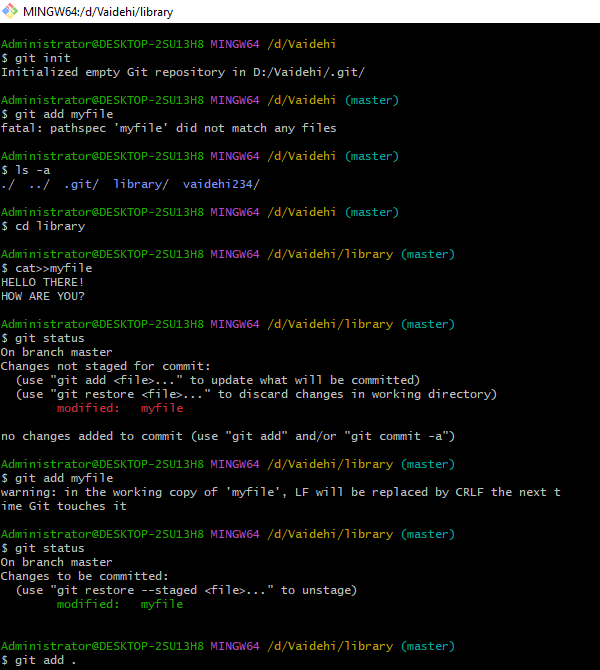 MINGW64:/d/Vaidehi/library
Administrator@DESKTOP-2SU13H8 MINGW64 /d/Vaidehi
$ git init
Initialized empty Git repository in D:/Vaidehi/.git/
Administrator@DESKTOP-2SU13H8 MINGW64 /d/Vaidehi (master)
$ git add myfile
fatal: pathspec 'myfile' did not match any files
Administrator@DESKTOP-2SU13H8 MINGW64 /d/Vaidehi (master)
$ ls -a
./  ../  .git/  library/  vaidehi234/
Administrator@DESKTOP-2SU13H8 MINGW64 /d/Vaidehi (master)
$ cd library
Administrator@DESKTOP-2SU13H8 MINGW64 /d/Vaidehi/library (master)
$ cat>>myfile
HELLO THERE!
HOW ARE YOU?
Administrator@DESKTOP-2SU13H8 MINGW64 /d/Vaidehi/library (master)
$ git status
On branch master
Changes not staged for commit:
  (use "git add <file>..." to update what will be committed)
  (use "git restore <file>..." to discard changes in working directory)
        modified:   myfile
no changes added to commit (use "git add" and/or "git commit -a")
Administrator@DESKTOP-2SU13H8 MINGW64 /d/Vaidehi/library (master)
$ git add myfile
warning: in the working copy of 'myfile', LF will be replaced by CRLF the next t
ime Git touches it
Administrator@DESKTOP-2SU13H8 MINGW64 /d/Vaidehi/library (master)
$ git status
On branch master
Changes to be committed:
  (use "git restore --staged <file>..." to unstage)
        modified:   myfile
Administrator@DESKTOP-2SU13H8 MINGW64 /d/Vaidehi/library (master)
$ git add .